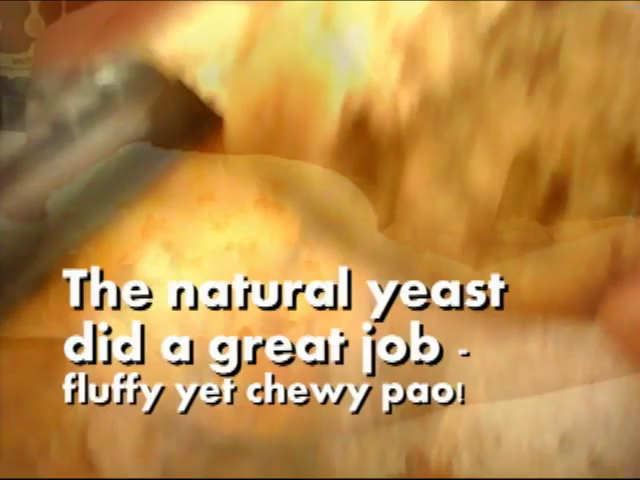 The natural yeast
did a great job -
fluffy yet chewy pao!